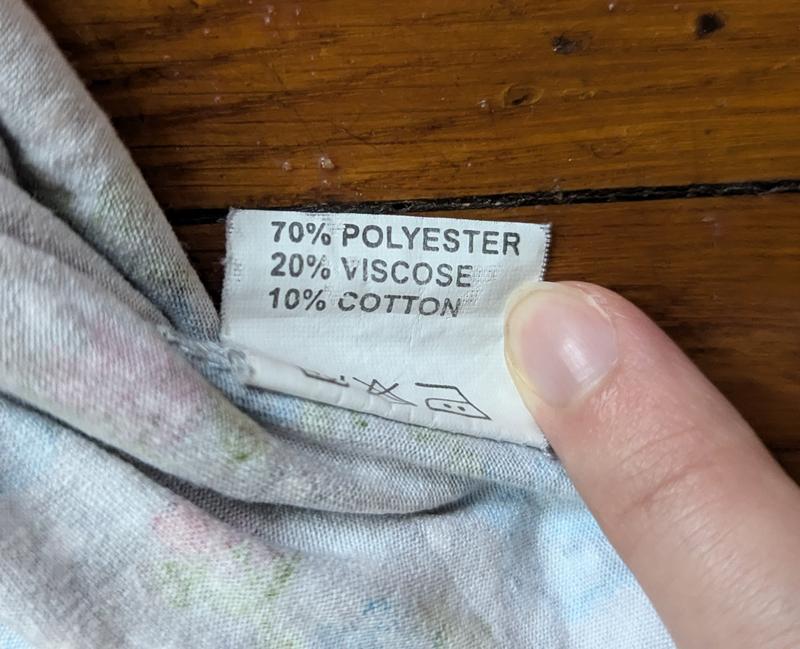 70% POLYESTER
20% VISCOSE
10% COTTON